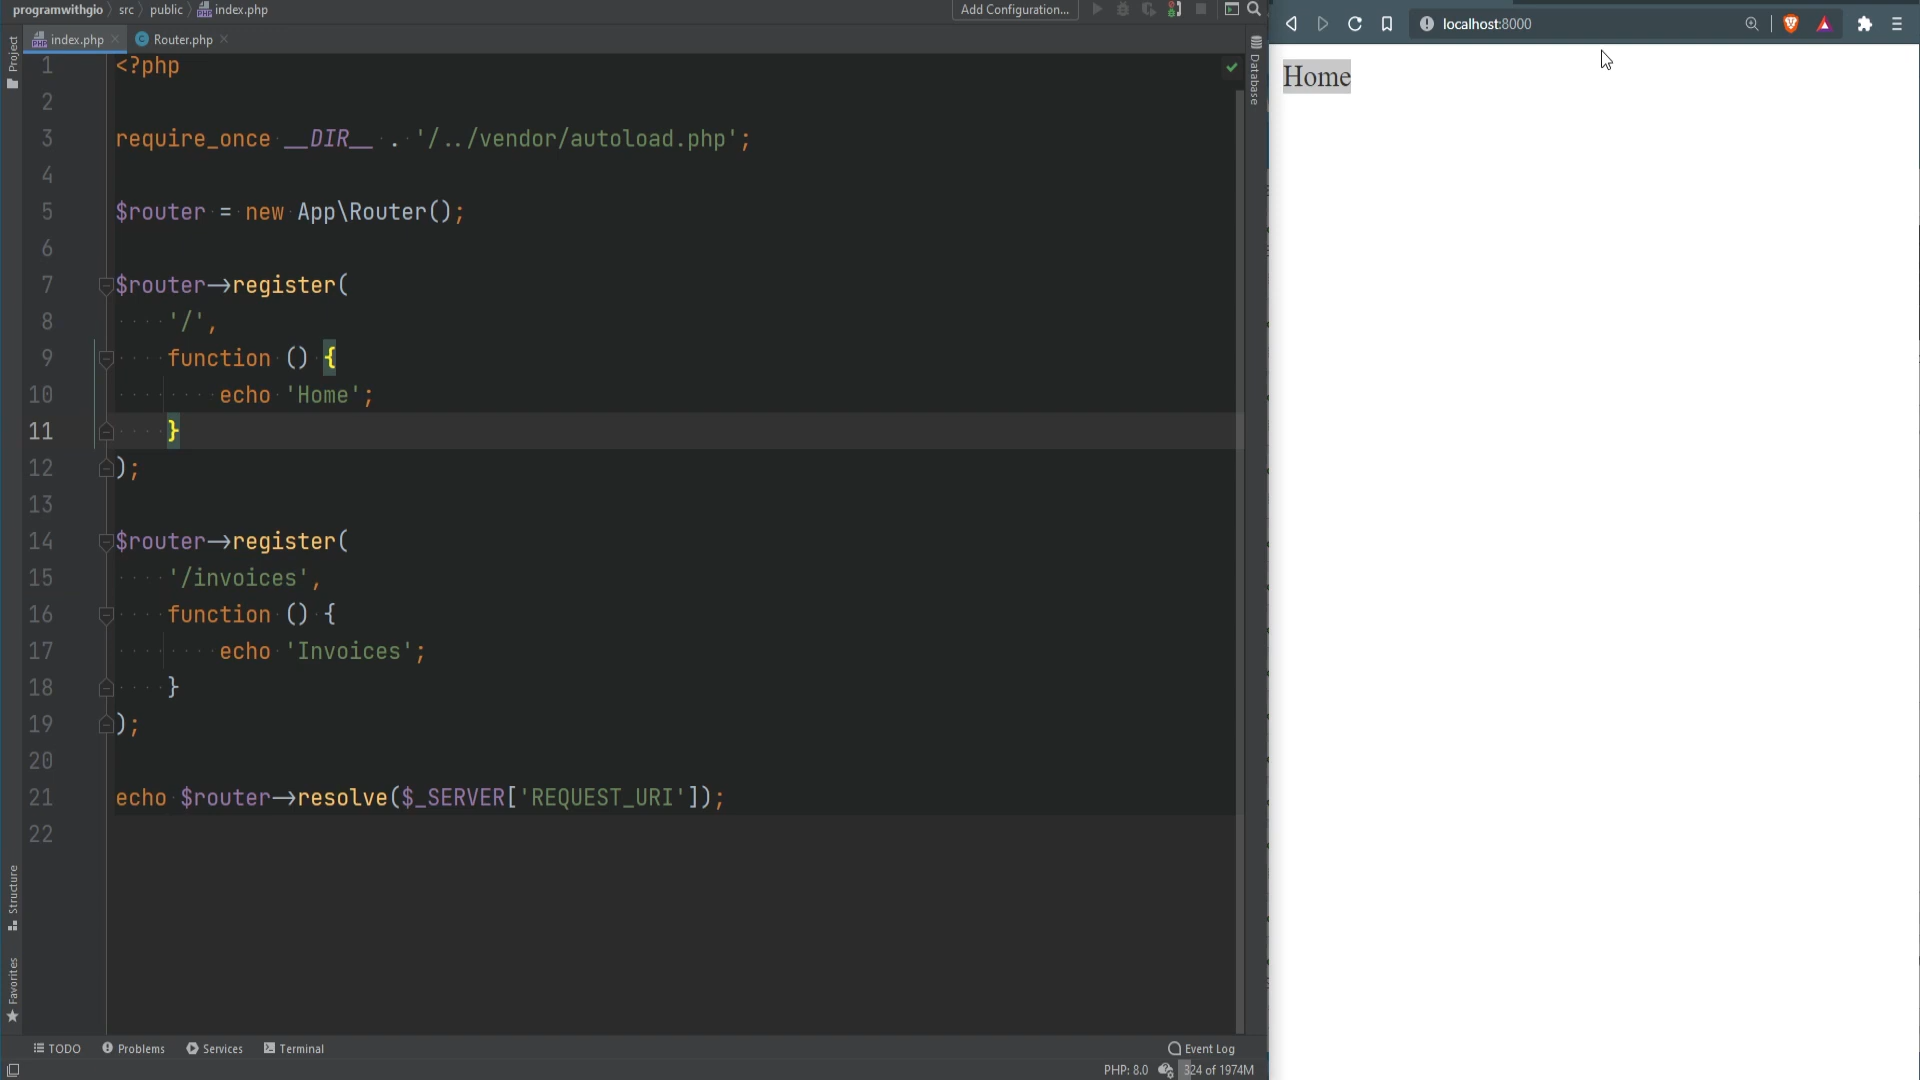 programwithgio src public index.php
Add Configuration...
localhost:8000
index.php
Router.php
Project
Database
Home
1 <?php
2
3 require_once __DIR__ . '/../vendor/autoload.php';
4
5 $router = new App\Router();
6
7 $router->register(
8 '/',
9 function () {
10 echo 'Home';
11 }
12 );
13
14 $router->register(
15 '/invoices',
16 function () {
17 echo 'Invoices';
18 }
19 );
20
21 echo $router->resolve($_SERVER['REQUEST_URI']);
22
Structure
Favorites
TODO Problems Services Terminal
Event Log
PHP: 8.0 324 of 1974M